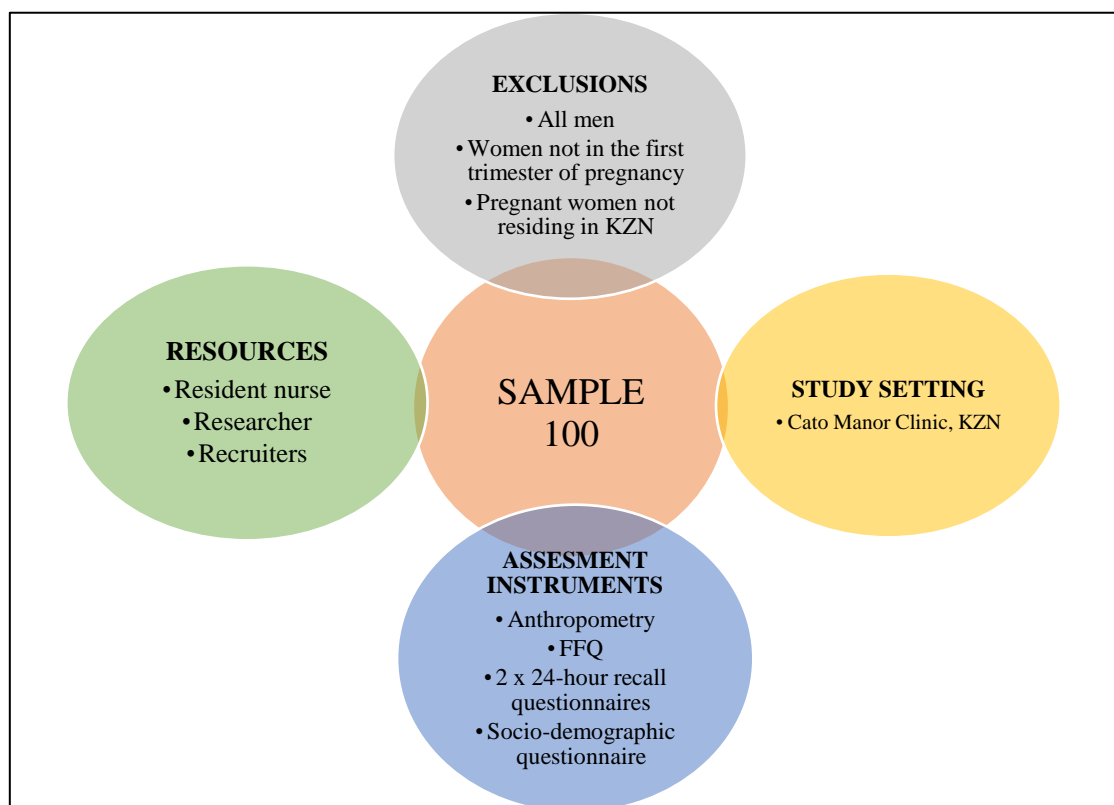 EXCLUSIONS
• All men
• Women not in the first
trimester of pregnancy
• Pregnant women not
residing in KZN
RESOURCES
• Resident nurse
• Researcher
• Recruiters
SAMPLE
100
STUDY SETTING
• Cato Manor Clinic, KZN
ASSESMENT
INSTRUMENTS
• Anthropometry
• FFQ
• 2 x 24-hour recall
questionnaires
• Socio-demographic
questionnaire